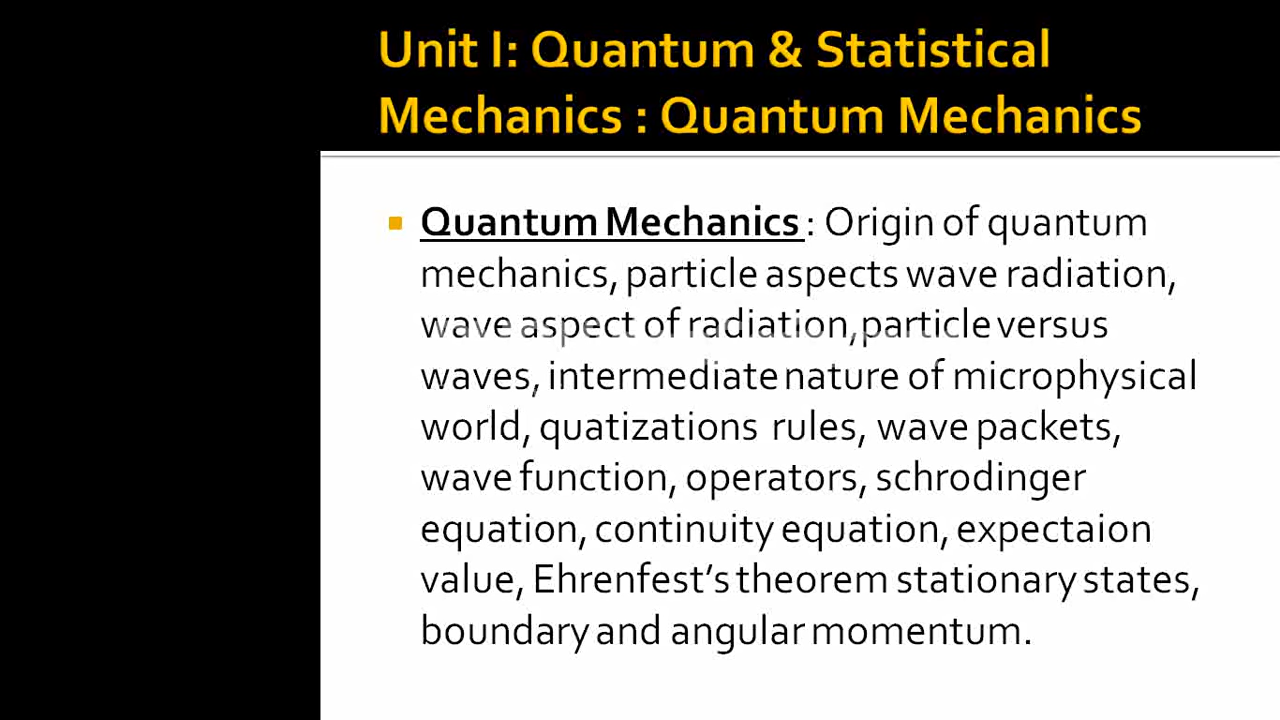 Unit I: Quantum & Statistical
Mechanics : Quantum Mechanics
Quantum Mechanics : Origin of quantum
mechanics, particle aspects wave radiation,
wave aspect of radiation,particle versus
waves, intermediate nature of microphysical
world, quatizations rules, wave packets,
wave function, operators, schrodinger
equation, continuity equation, expectaion
value, Ehrenfest’s theorem stationary states,
boundary and angular momentum.